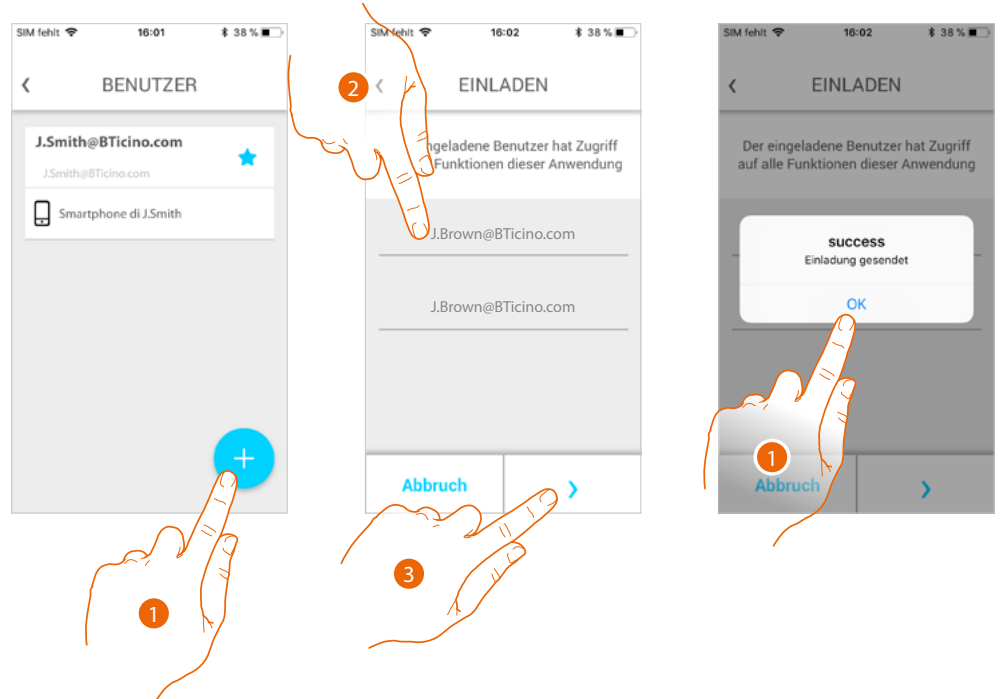 SIM fehlt 16:01 38 %
BENUTZER
J.Smith@BTicino.com
J.Smith@BTicino.com
Smartphone di J.Smith
1
SIM fehlt 16:02 38 %
2
EINLADEN
ngeladene Benutzer hat Zugriff
Funktionen dieser Anwendung
J.Brown@BTicino.com
J.Brown@BTicino.com
Abbruch
3
SIM fehlt 16:02 38 %
EINLADEN
Der eingeladene Benutzer hat Zugriff
auf alle Funktionen dieser Anwendung
success
Einladung gesendet
OK
1
Abbruch